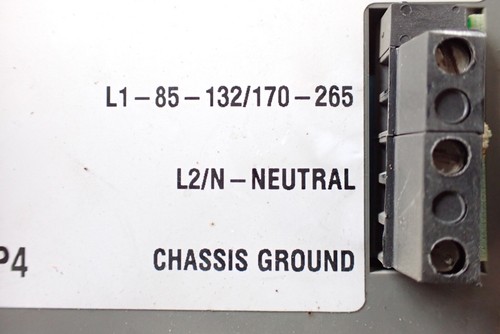 L1-85-132/170-265
L2/N-NEUTRAL
P4
CHASSIS GROUND